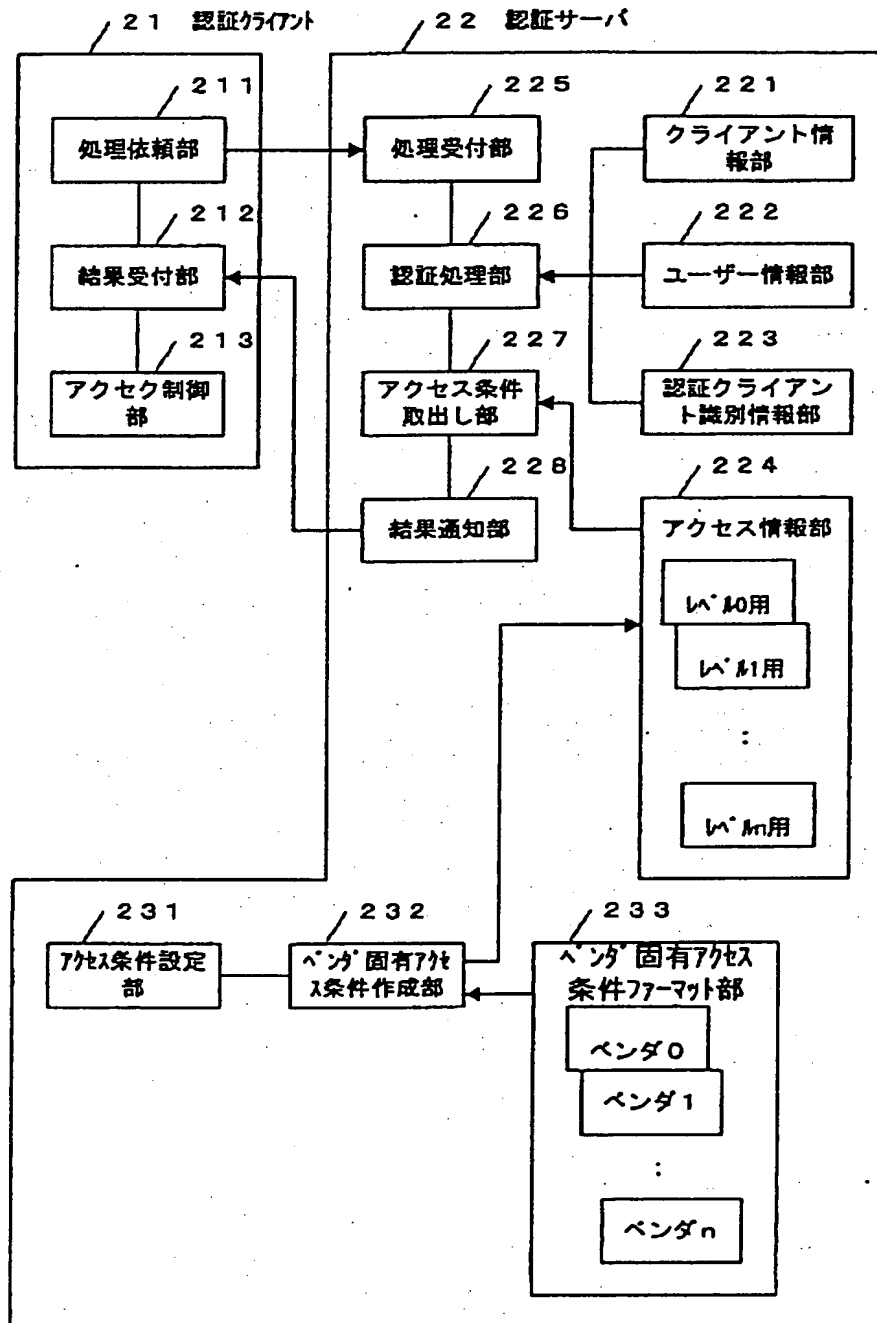 21 認証クライアント
22 認証サーバ
211
処理依頼部
212
結果受付部
213
アクセク制御
部
225
処理受付部
226
認証処理部
227
アクセス条件
取出し部
228
結果通知部
221
クライアント情
報部
222
ユーザー情報部
223
認証クライアン
ト識別情報部
224
アクセス情報部
レベル0用
レベル1用
:
レベルn用
231
アクセス条件設定
部
232
ベンダ固有アクセ
ス条件作成部
233
ベンダ固有アクセス
条件ファーマット部
ベンダ0
ベンダ1
:
ベンダn